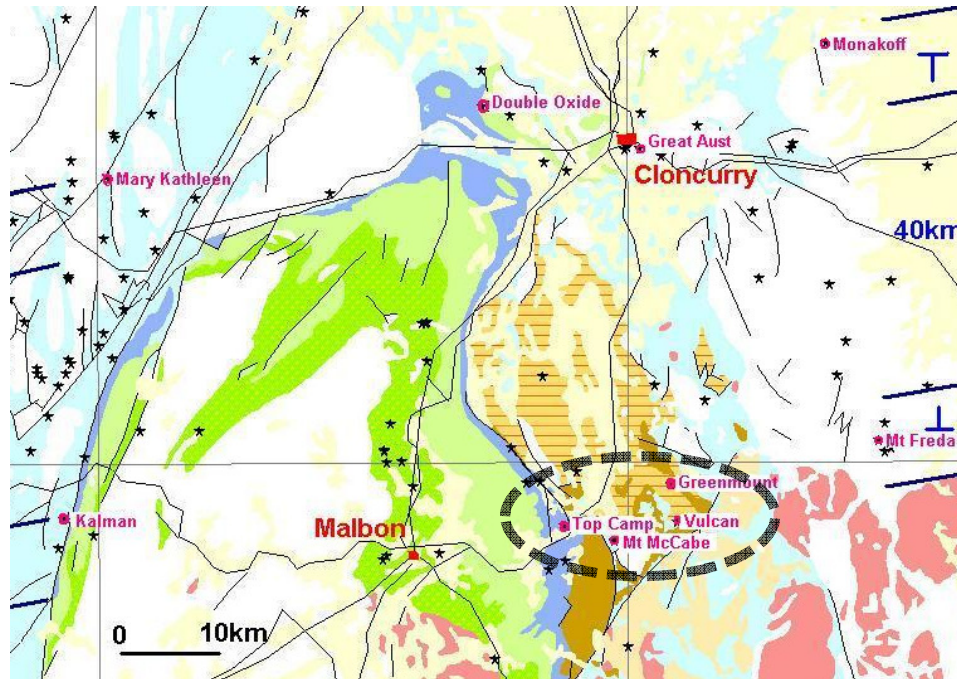 Monakoff
Double Oxide
Great Aust
Cloncurry
Mary Kathleen
40km
Mt Freda
Greenmount
Kalman
Malbon
Top Camp
Vulcan
Mt McCabe
0 10km